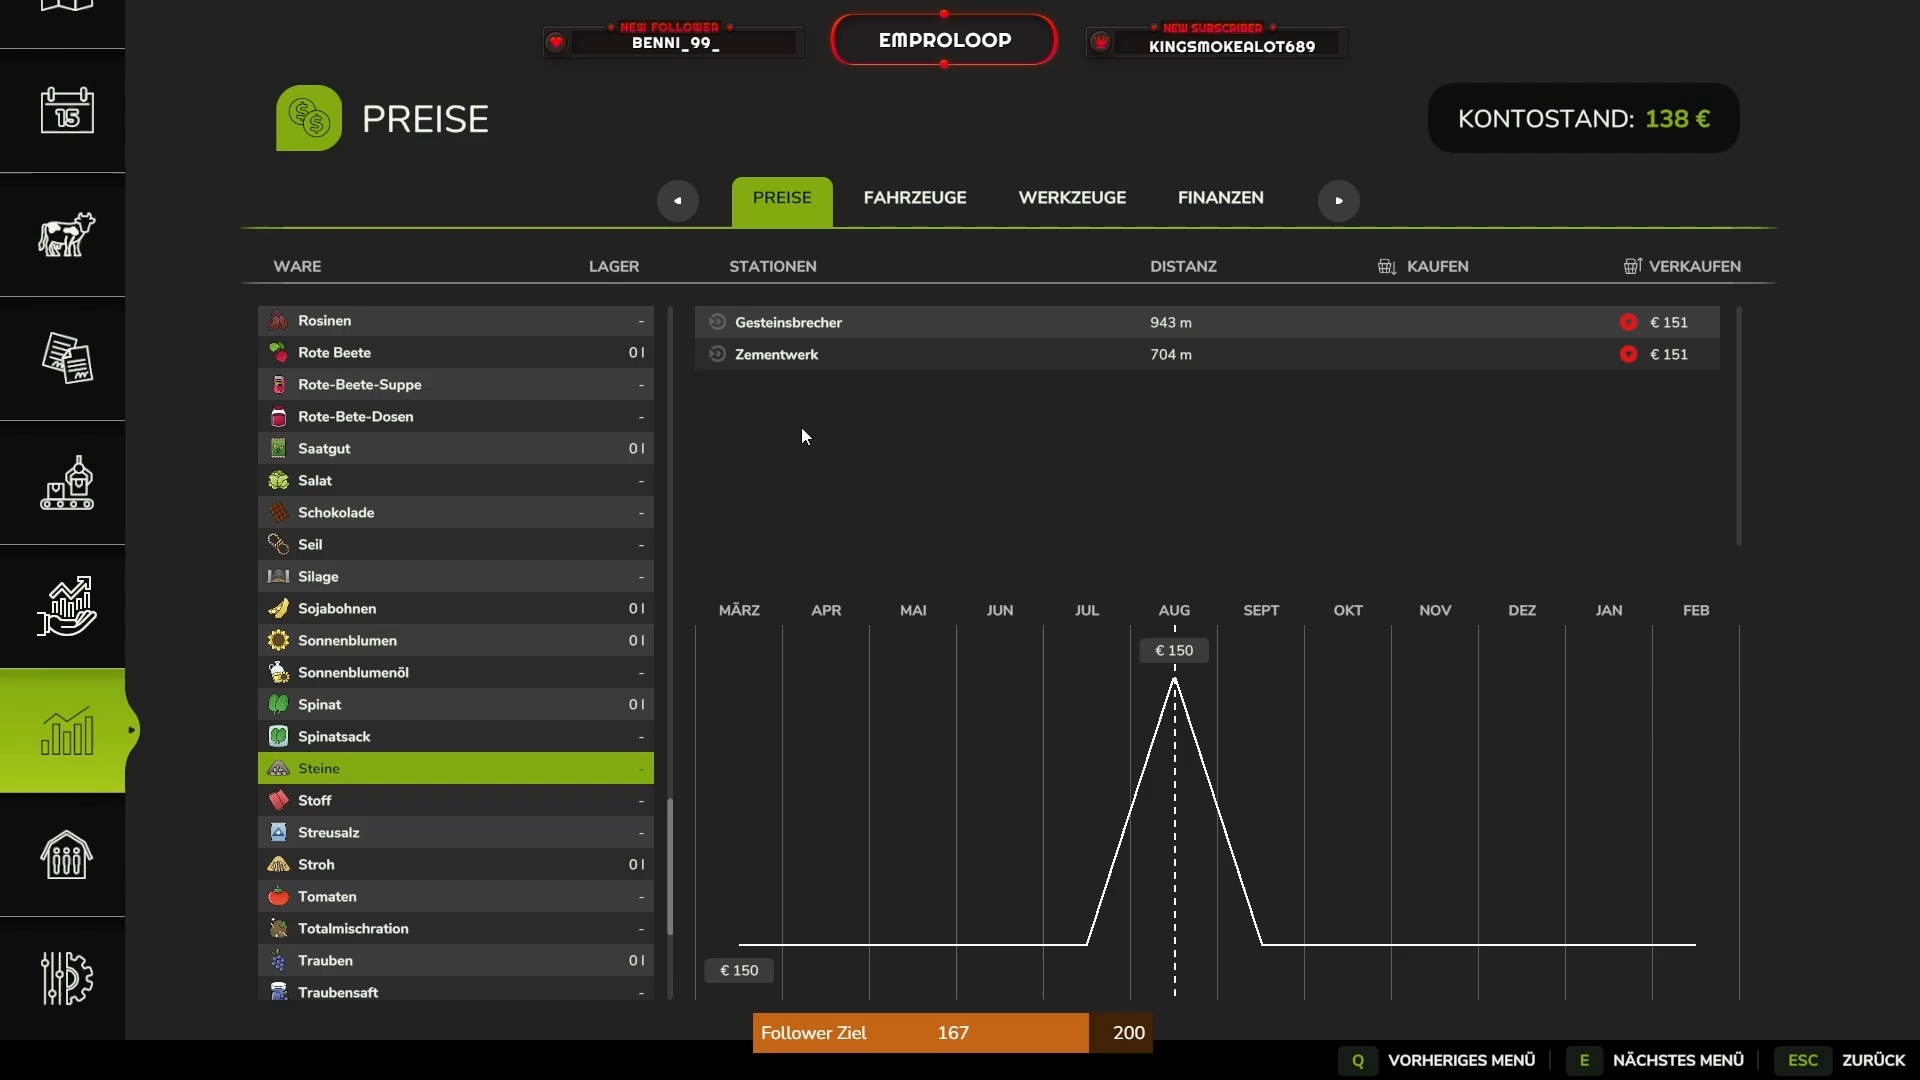 NEW FOLLOWER
BENNI_99_
EMPROLOOP
NEW SUBSCRIBER
KINGSMOKEALOT689
15
PREISE
KONTOSTAND: 138 €
PREISE FAHRZEUGE WERKZEUGE FINANZEN
WARE LAGER STATIONEN DISTANZ KAUFEN VERKAUFEN
Rosinen -
Rote Beete 0 l
Rote-Beete-Suppe -
Rote-Bete-Dosen -
Saatgut 0 l
Salat -
Schokolade -
Seil -
Silage -
Sojabohnen 0 l
Sonnenblumen 0 l
Sonnenblumenöl -
Spinat 0 l
Spinatsack -
Steine -
Stoff -
Streusalz -
Stroh 0 l
Tomaten -
Totalmischration -
Trauben 0 l
Traubensaft -
Gesteinsbrecher 943 m € 151
Zementwerk 704 m € 151
MÄRZ APR MAI JUN JUL AUG SEPT OKT NOV DEZ JAN FEB
€ 150
€ 150
Follower Ziel 167 200
Q VORHERIGES MENÜ E NÄCHSTES MENÜ ESC ZURÜCK